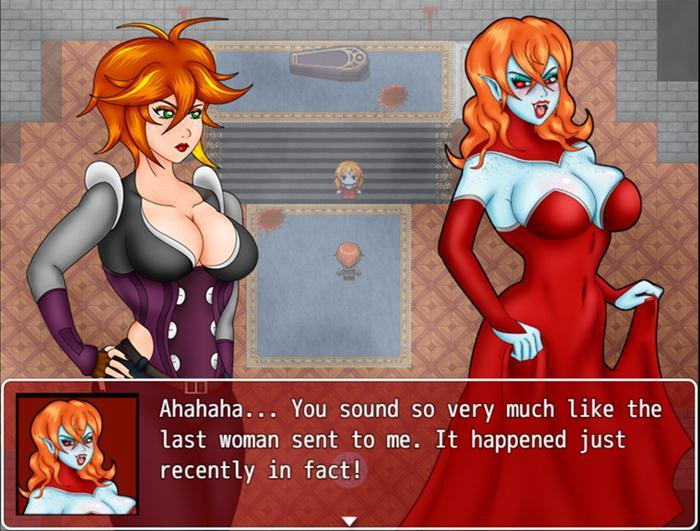 Ahahaha... You sound so very much like the
last woman sent to me. It happened just
recently in fact!